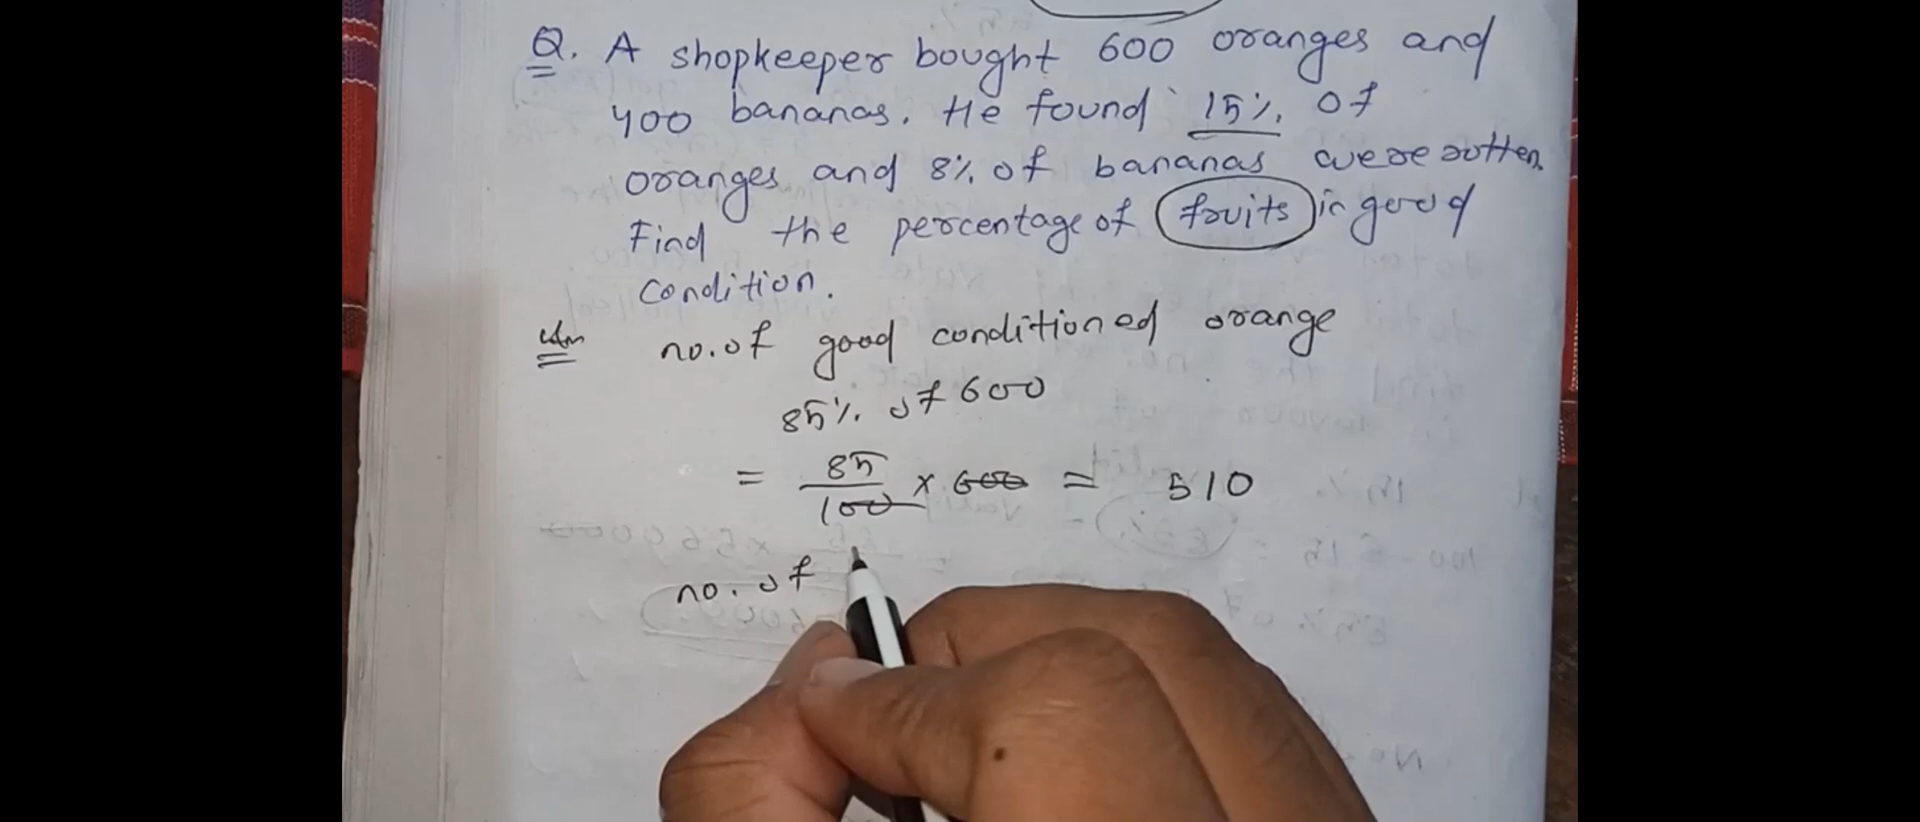 Q. A shopkeeper bought 600 oranges and
400 bananas. He found 15% of
oranges and 8% of bananas were rotten.
Find the percentage of fruits in good
condition.
no. of good conditioned orange
85% of 600
= 85/100 × 600 = 510
no. of